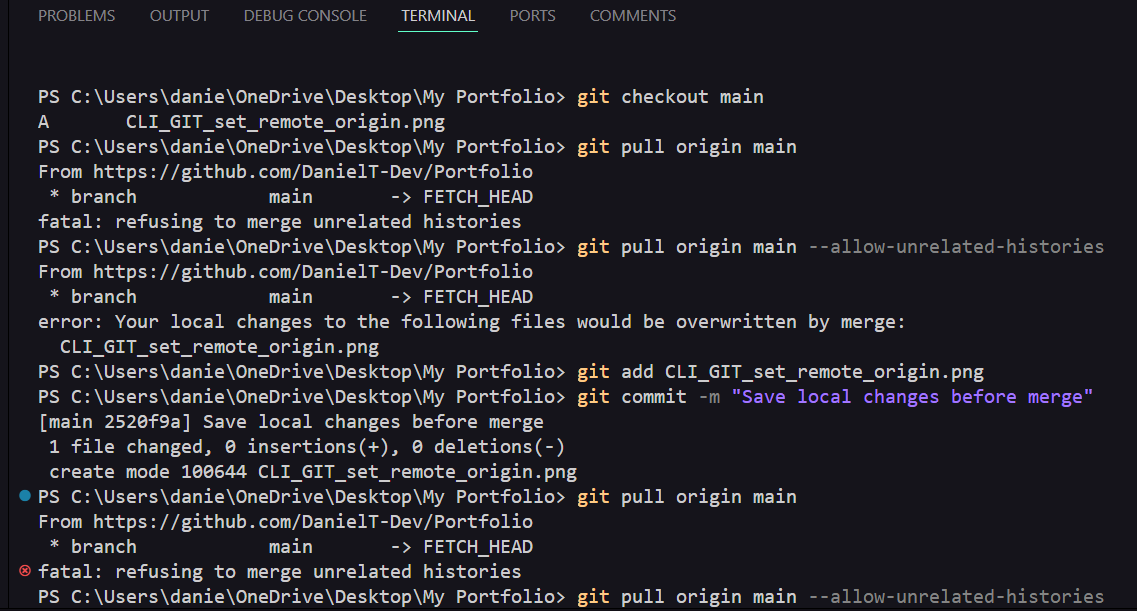 PROBLEMS OUTPUT DEBUG CONSOLE TERMINAL PORTS COMMENTS
PS C:\Users\danie\OneDrive\Desktop\My Portfolio> git checkout main
A       CLI_GIT_set_remote_origin.png
PS C:\Users\danie\OneDrive\Desktop\My Portfolio> git pull origin main
From https://github.com/DanielT-Dev/Portfolio
 * branch            main       -> FETCH_HEAD
fatal: refusing to merge unrelated histories
PS C:\Users\danie\OneDrive\Desktop\My Portfolio> git pull origin main --allow-unrelated-histories
From https://github.com/DanielT-Dev/Portfolio
 * branch            main       -> FETCH_HEAD
error: Your local changes to the following files would be overwritten by merge:
  CLI_GIT_set_remote_origin.png
PS C:\Users\danie\OneDrive\Desktop\My Portfolio> git add CLI_GIT_set_remote_origin.png
PS C:\Users\danie\OneDrive\Desktop\My Portfolio> git commit -m "Save local changes before merge"
[main 2520f9a] Save local changes before merge
 1 file changed, 0 insertions(+), 0 deletions(-)
 create mode 100644 CLI_GIT_set_remote_origin.png
PS C:\Users\danie\OneDrive\Desktop\My Portfolio> git pull origin main
From https://github.com/DanielT-Dev/Portfolio
 * branch            main       -> FETCH_HEAD
fatal: refusing to merge unrelated histories
PS C:\Users\danie\OneDrive\Desktop\My Portfolio> git pull origin main --allow-unrelated-histories